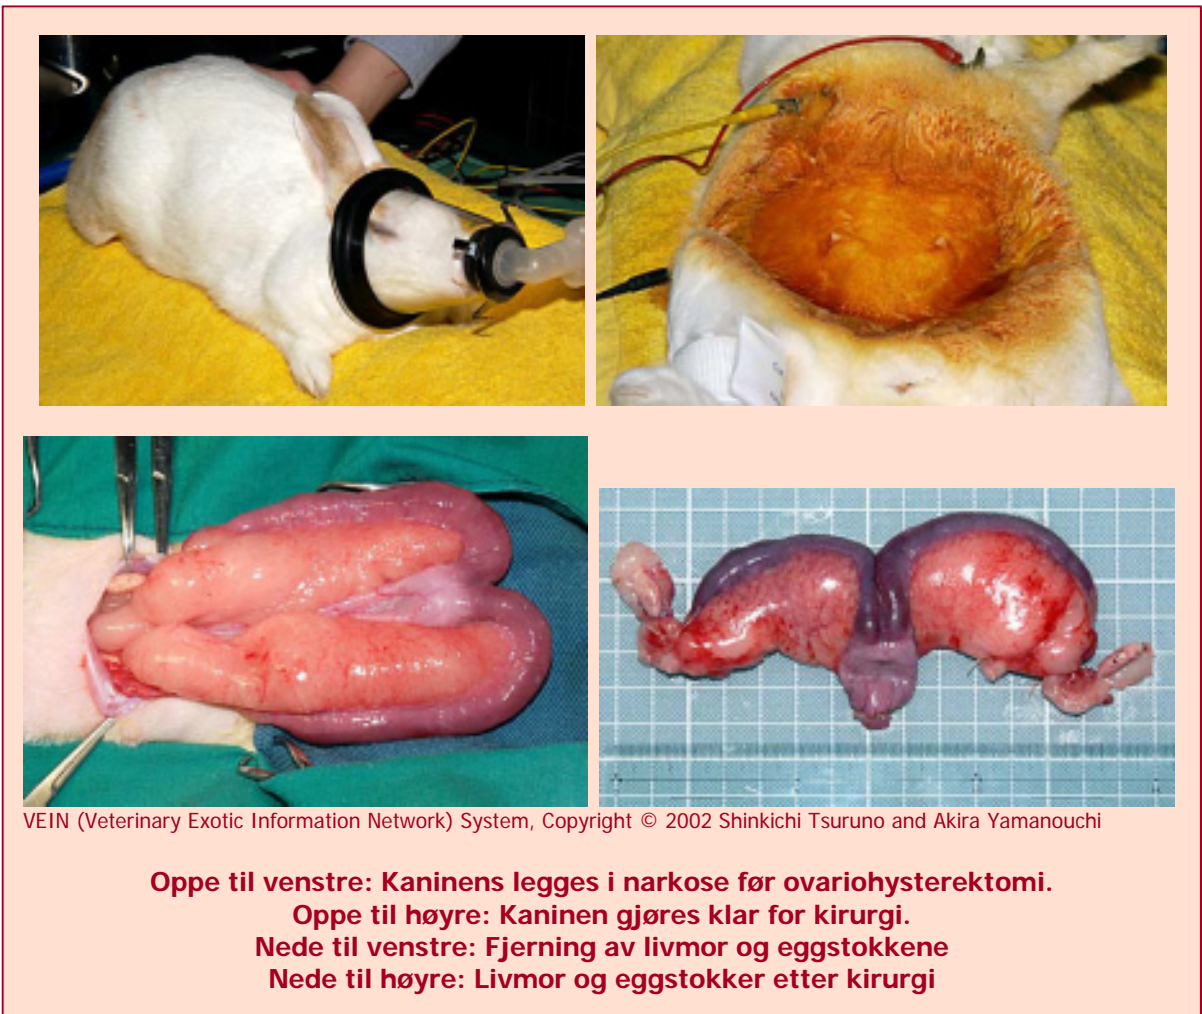 VEIN (Veterinary Exotic Information Network) System, Copyright © 2002 Shinkichi Tsuruno and Akira Yamanouchi
Oppe til venstre: Kaninens legges i narkose før ovariohysterektomi.
Oppe til høyre: Kaninen gjøres klar for kirurgi.
Nede til venstre: Fjerning av livmor og eggstokkene
Nede til høyre: Livmor og eggstokker etter kirurgi